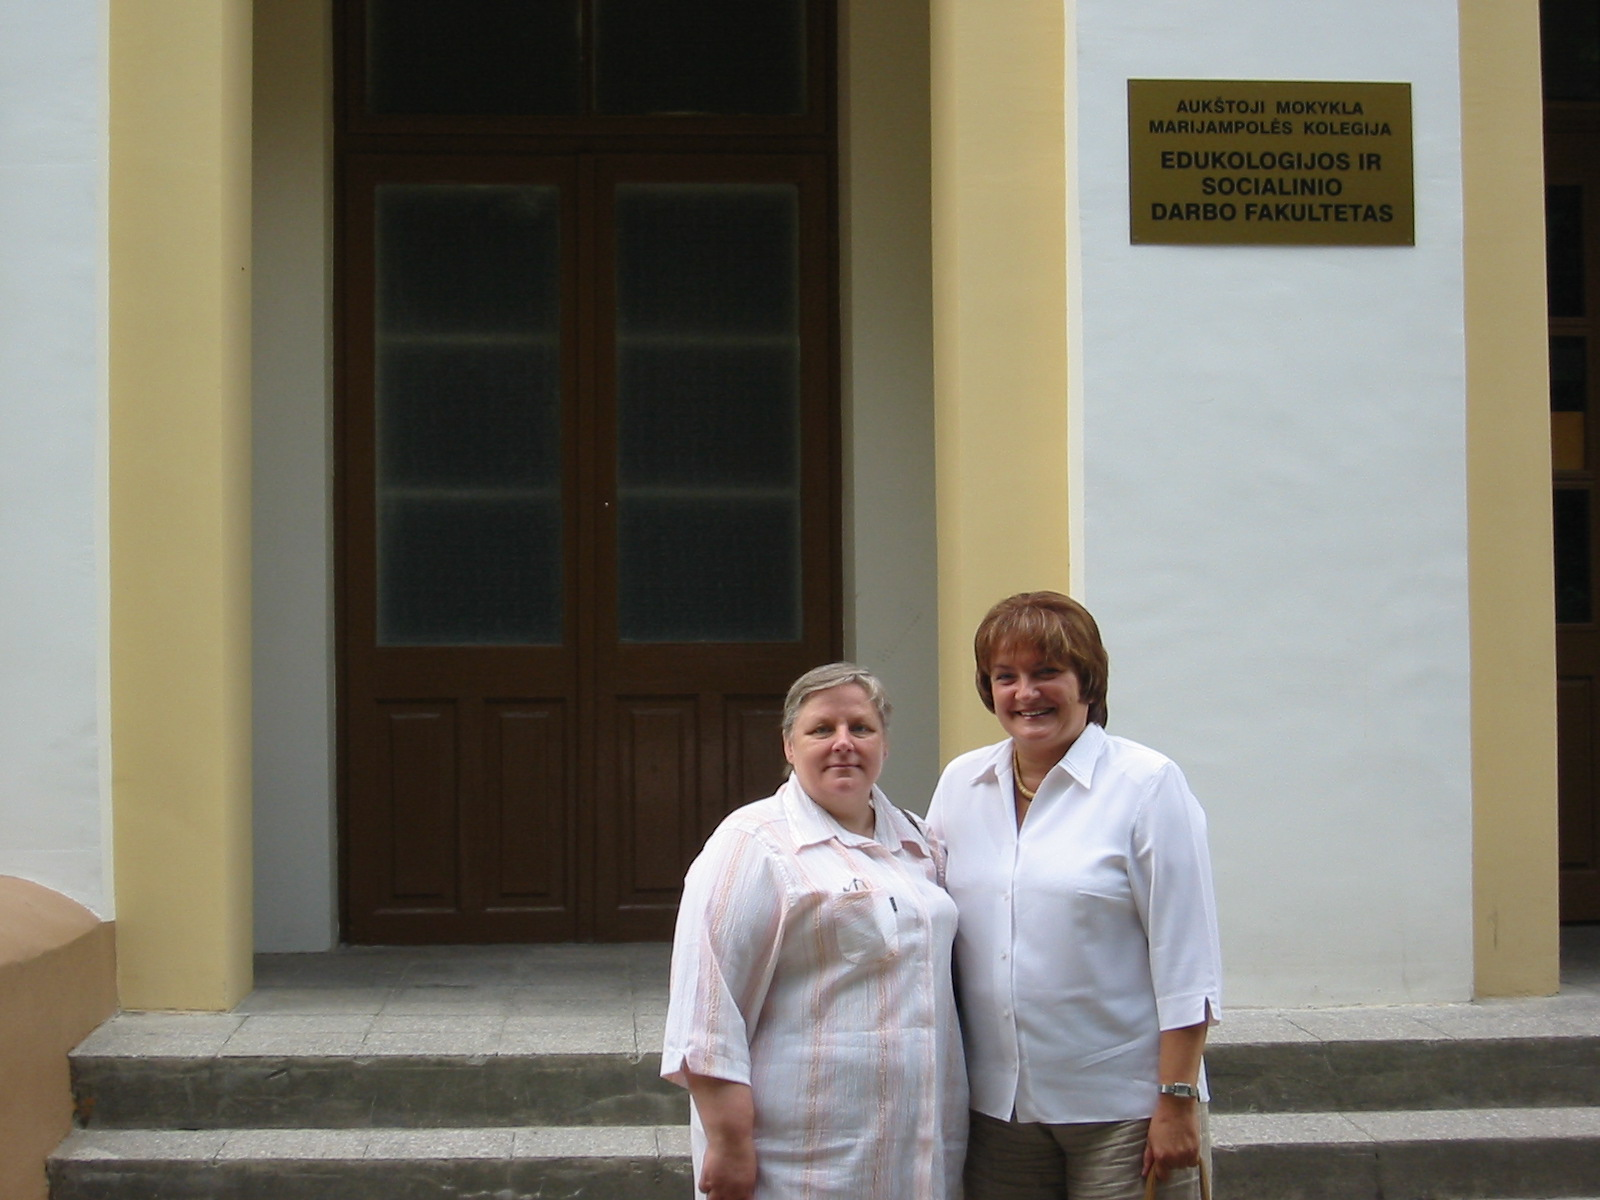 AUKŠTOJI MOKYKLA
MARIJAMPOLĖS KOLEGIJA
EDUKOLOGIJOS IR
SOCIALINIO
DARBO FAKULTETAS